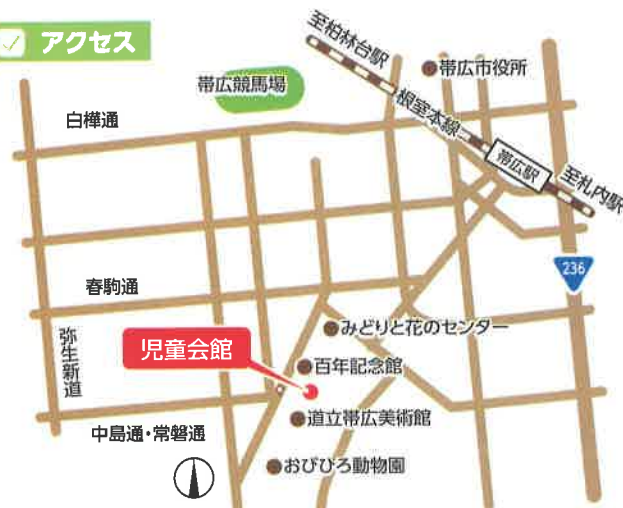 アクセス
至柏林台駅
帯広市役所
帯広競馬場
根室本線
白樺通
帯広駅
至札内駅
236
春駒通
みどりと花のセンター
弥生新道
児童会館
百年記念館
道立帯広美術館
中島通・常磐通
おびひろ動物園